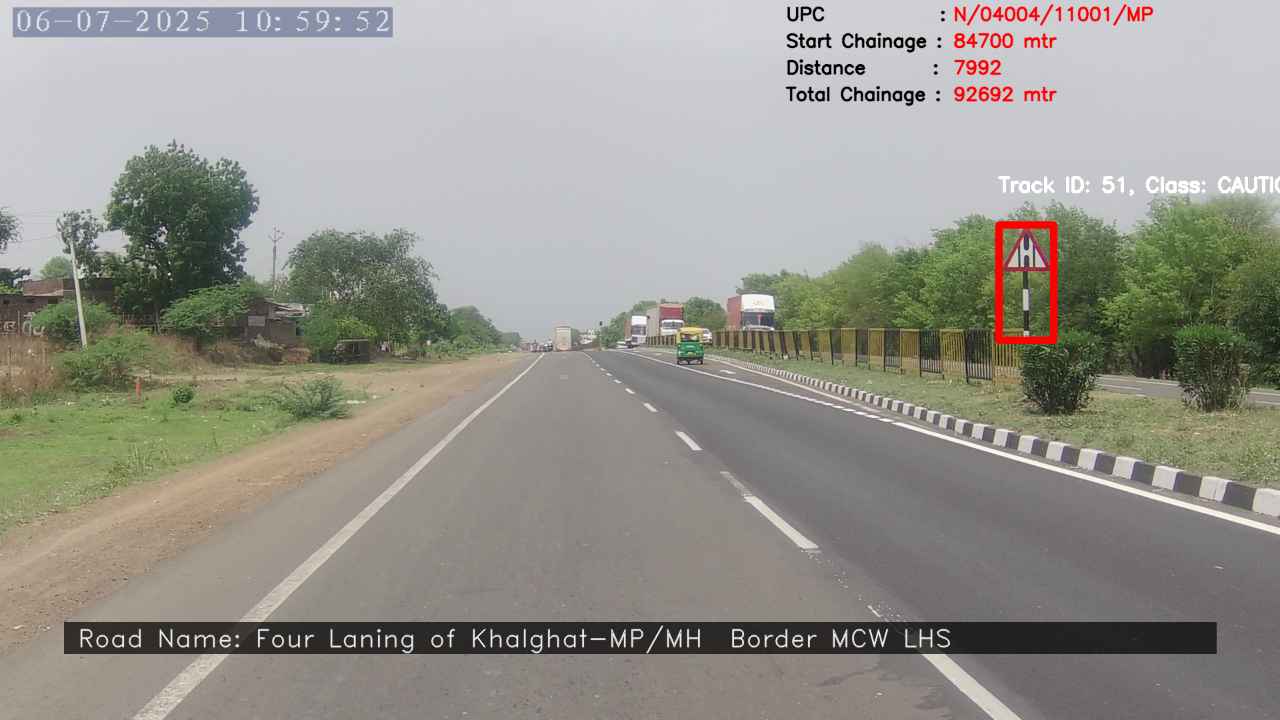 06-07-2025 10:59:52
UPC : N/04004/11001/MP
Start Chainage : 84700 mtr
Distance : 7992
Total Chainage : 92692 mtr
Track ID: 51, Class: CAUTIO
Road Name: Four Laning of Khalghat-MP/MH Border MCW LHS